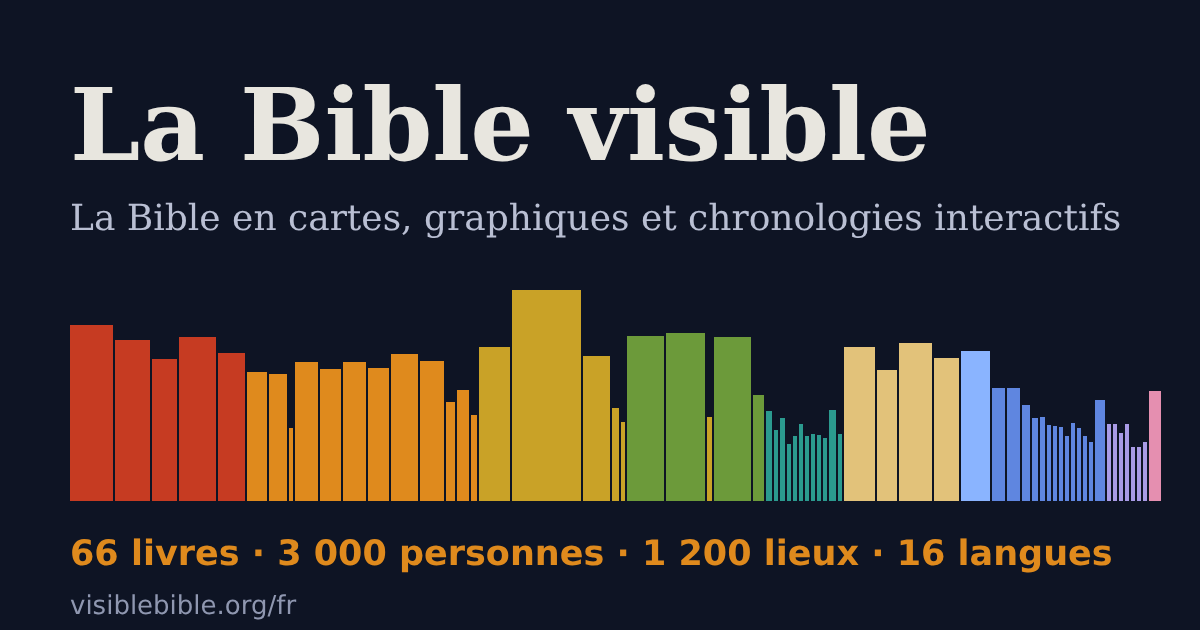 La Bible visible
La Bible en cartes, graphiques et chronologies interactifs
66 livres · 3 000 personnes · 1 200 lieux · 16 langues
visiblebible.org/fr